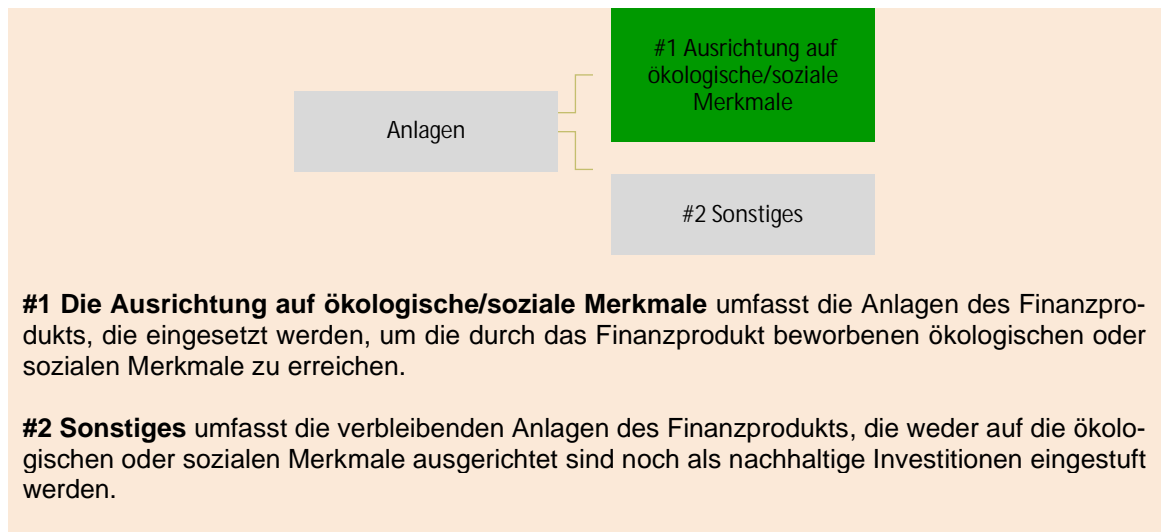 #1 Ausrichtung auf
ökologische/soziale
Merkmale
Anlagen
#2 Sonstiges
#1 Die Ausrichtung auf ökologische/soziale Merkmale umfasst die Anlagen des Finanzpro-
dukts, die eingesetzt werden, um die durch das Finanzprodukt beworbenen ökologischen oder
sozialen Merkmale zu erreichen.
#2 Sonstiges umfasst die verbleibenden Anlagen des Finanzprodukts, die weder auf die ökolo-
gischen oder sozialen Merkmale ausgerichtet sind noch als nachhaltige Investitionen eingestuft
werden.